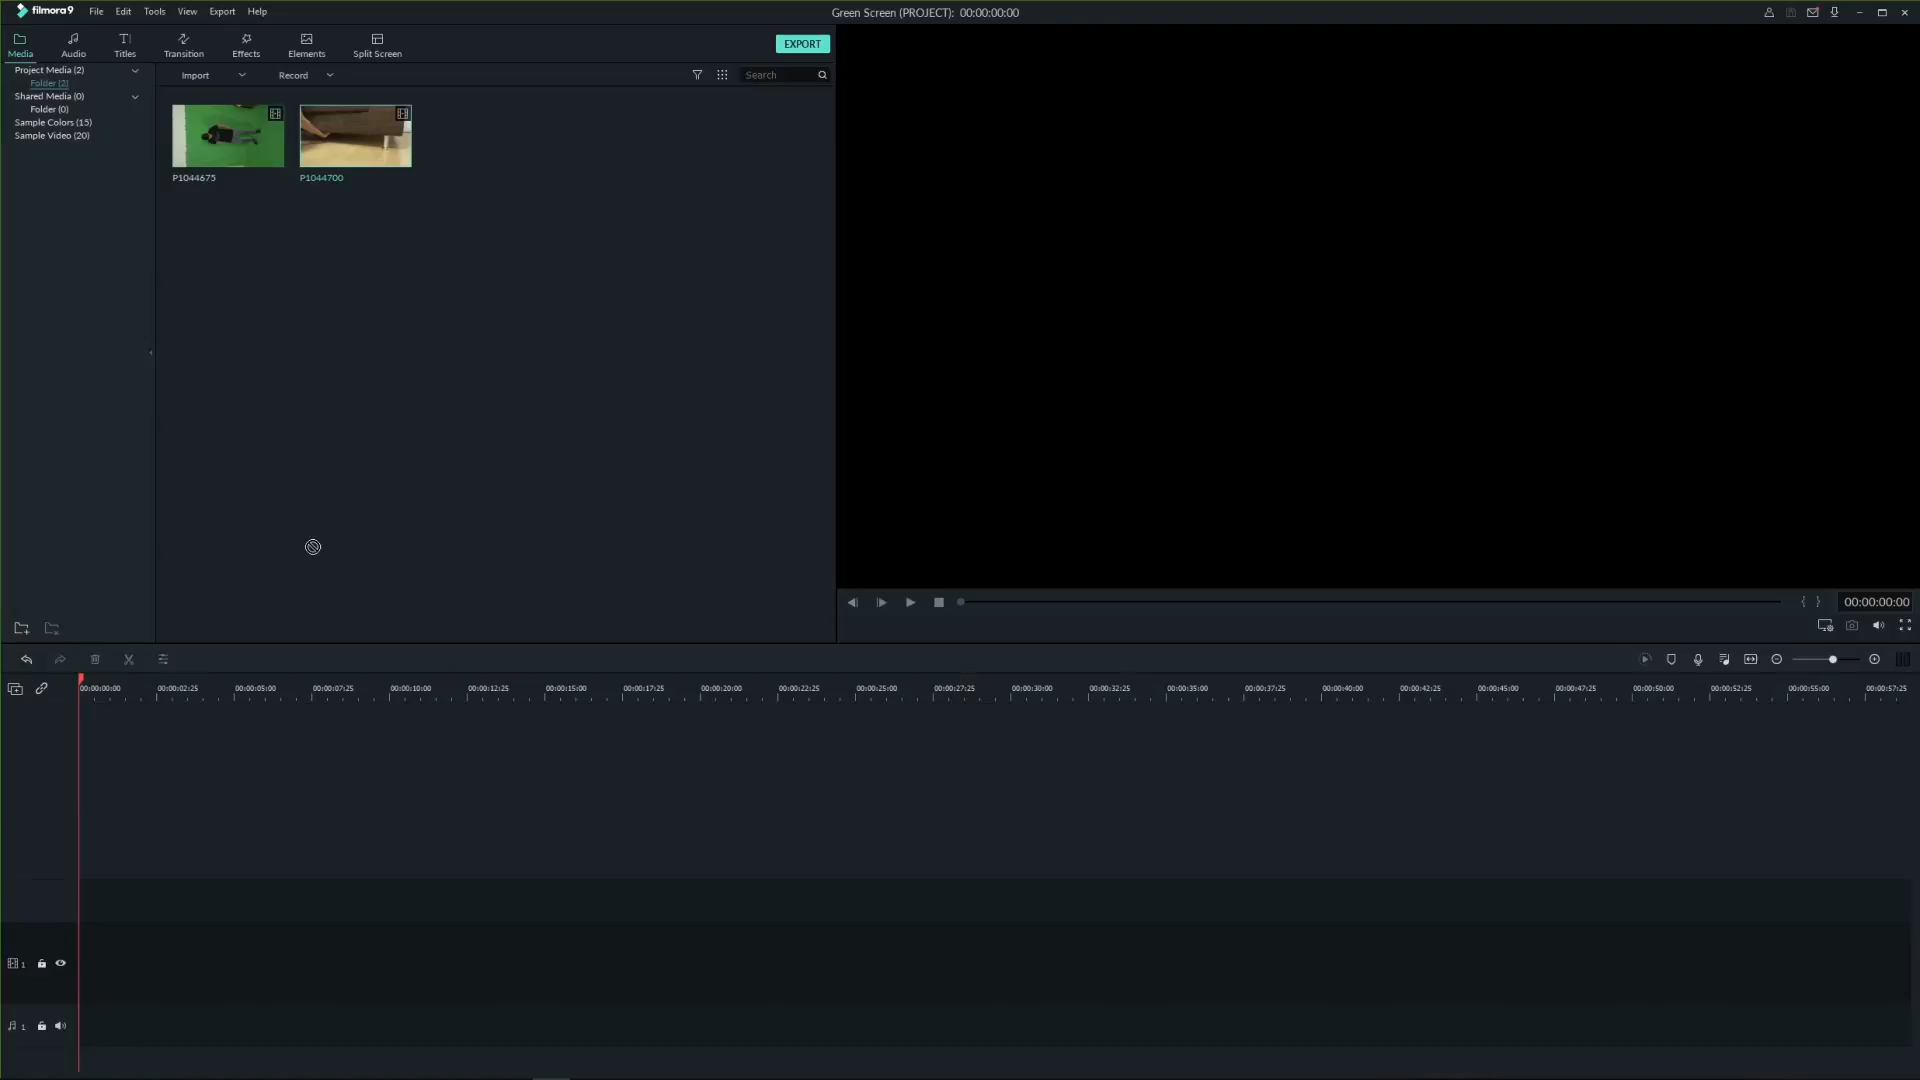 filmora9 File Edit Tools View Export Help Green Screen (PROJECT): 00:00:00:00
Media Audio Titles Transition Effects Elements Split Screen EXPORT
Project Media (2)
Folder (2)
Shared Media (0)
Folder (0)
Sample Colors (15)
Sample Video (20)
Import Record Search
P1044675 P1044700
00:00:00:00
00:00:00:00 00:00:02:25 00:00:05:00 00:00:07:25 00:00:10:00 00:00:12:25 00:00:15:00 00:00:17:25 00:00:20:00 00:00:22:25 00:00:25:00 00:00:27:25 00:00:30:00 00:00:32:25 00:00:35:00 00:00:37:25 00:00:40:00 00:00:42:25 00:00:45:00 00:00:47:25 00:00:50:00 00:00:52:25 00:00:55:00 00:00:57:25
1
1